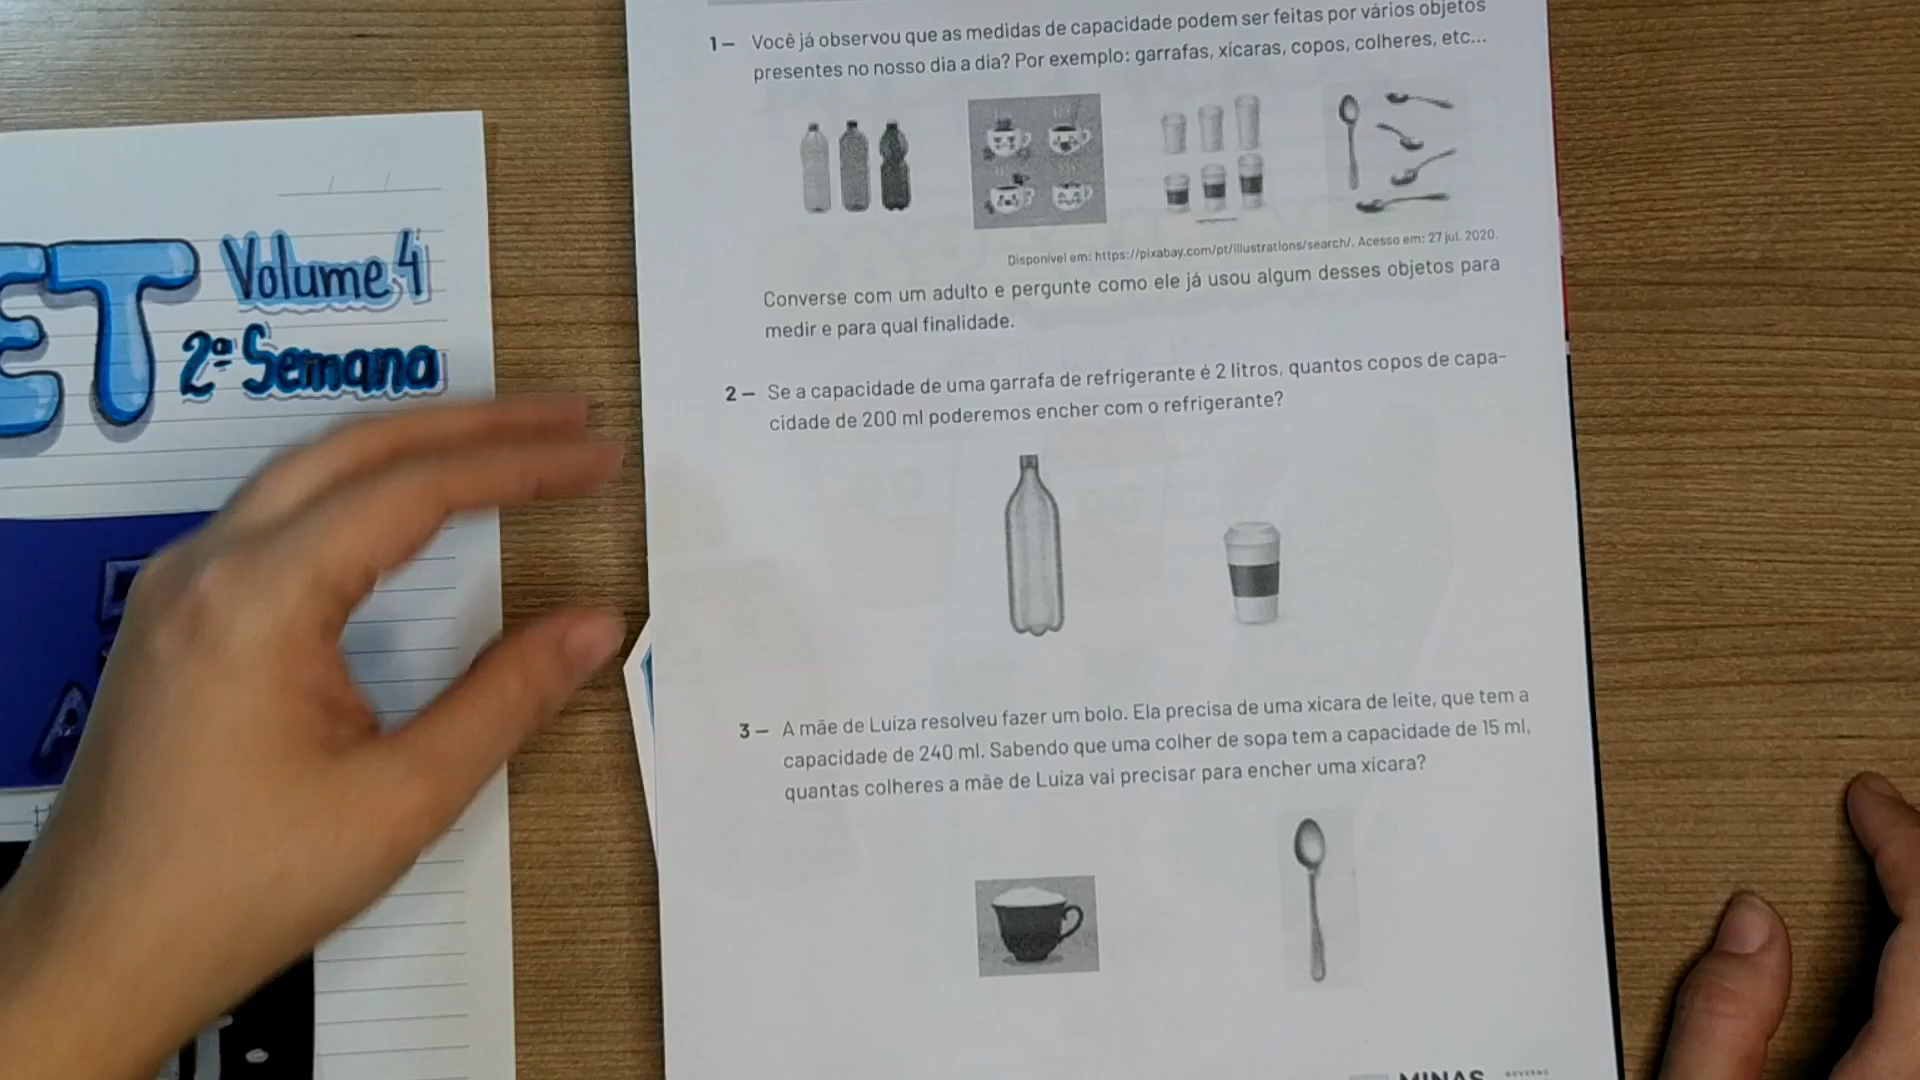 ET Volume 4
2ª Semana
1 – Você já observou que as medidas de capacidade podem ser feitas por vários objetos
presentes no nosso dia a dia? Por exemplo: garrafas, xícaras, copos, colheres, etc...
Disponível em: https://pixabay.com/pt/illustrations/search/. Acesso em: 27 jul. 2020.
Converse com um adulto e pergunte como ele já usou algum desses objetos para
medir e para qual finalidade.
2 – Se a capacidade de uma garrafa de refrigerante é 2 litros, quantos copos de capa-
cidade de 200 ml poderemos encher com o refrigerante?
3 – A mãe de Luíza resolveu fazer um bolo. Ela precisa de uma xícara de leite, que tem a
capacidade de 240 ml. Sabendo que uma colher de sopa tem a capacidade de 15 ml,
quantas colheres a mãe de Luiza vai precisar para encher uma xícara?
MINAS GOVERNO